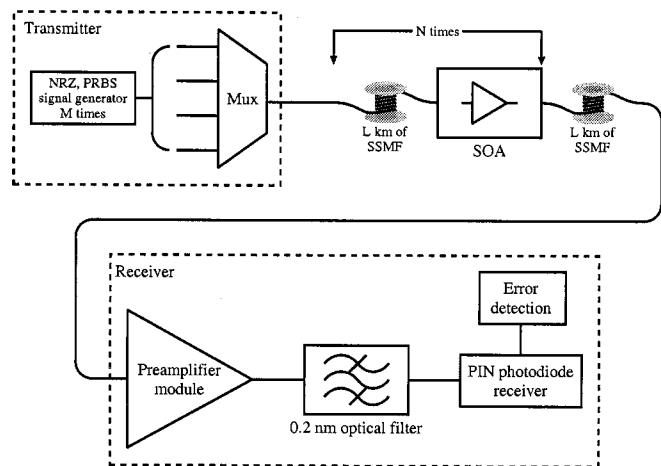 Transmitter
N times
NRZ, PRBS
signal generator
M times
Mux
L km of
SSMF
SOA
L km of
SSMF
Receiver
Error
detection
Preamplifier
module
PIN photodiode
receiver
0.2 nm optical filter